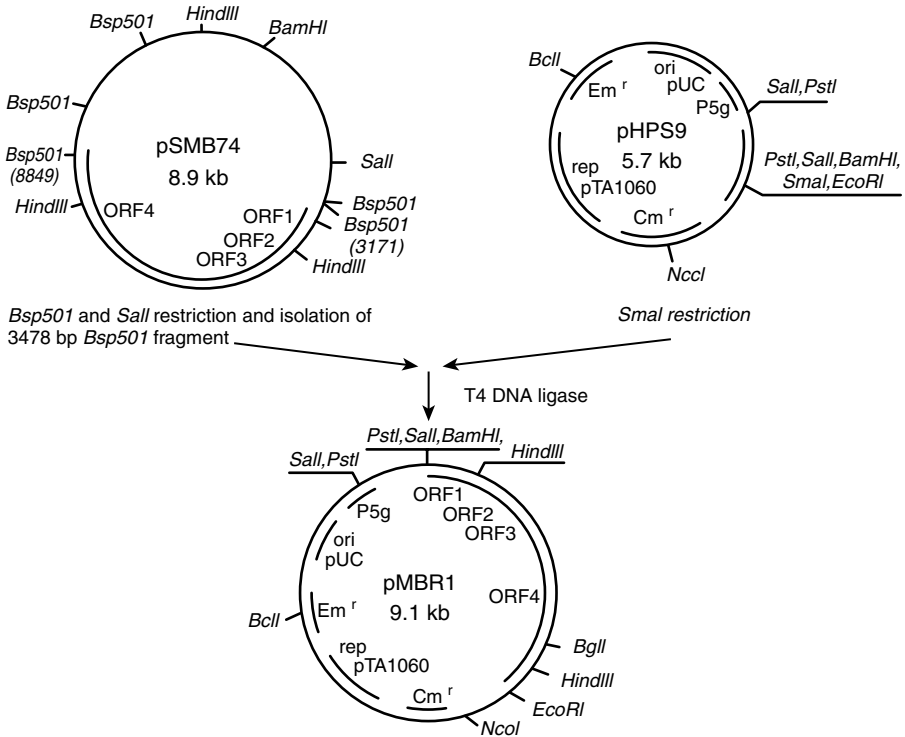 Bsp501
HindIII
BamHI
Bsp501
Bsp501
(8849)
HindIII
pSMB74
8.9 kb
SalI
Bsp501
Bsp501
(3171)
HindIII
ORF4
ORF1
ORF2
ORF3
BclI
Em r
ori
pUC
P5g
SalI,PstI
pHPS9
5.7 kb
PstI,SalI,BamHI,
SmaI,EcoRI
rep
pTA1060
Cm r
NccI
Bsp501 and SalI restriction and isolation of
3478 bp Bsp501 fragment
SmaI restriction
T4 DNA ligase
PstI,SalI,BamHI,
SalI,PstI
HindIII
P5g
ORF1
ORF2
ORF3
ori
pUC
pMBR1
9.1 kb
ORF4
BclI
Em r
rep
pTA1060
Cm r
BglI
HindIII
EcoRI
NcoI